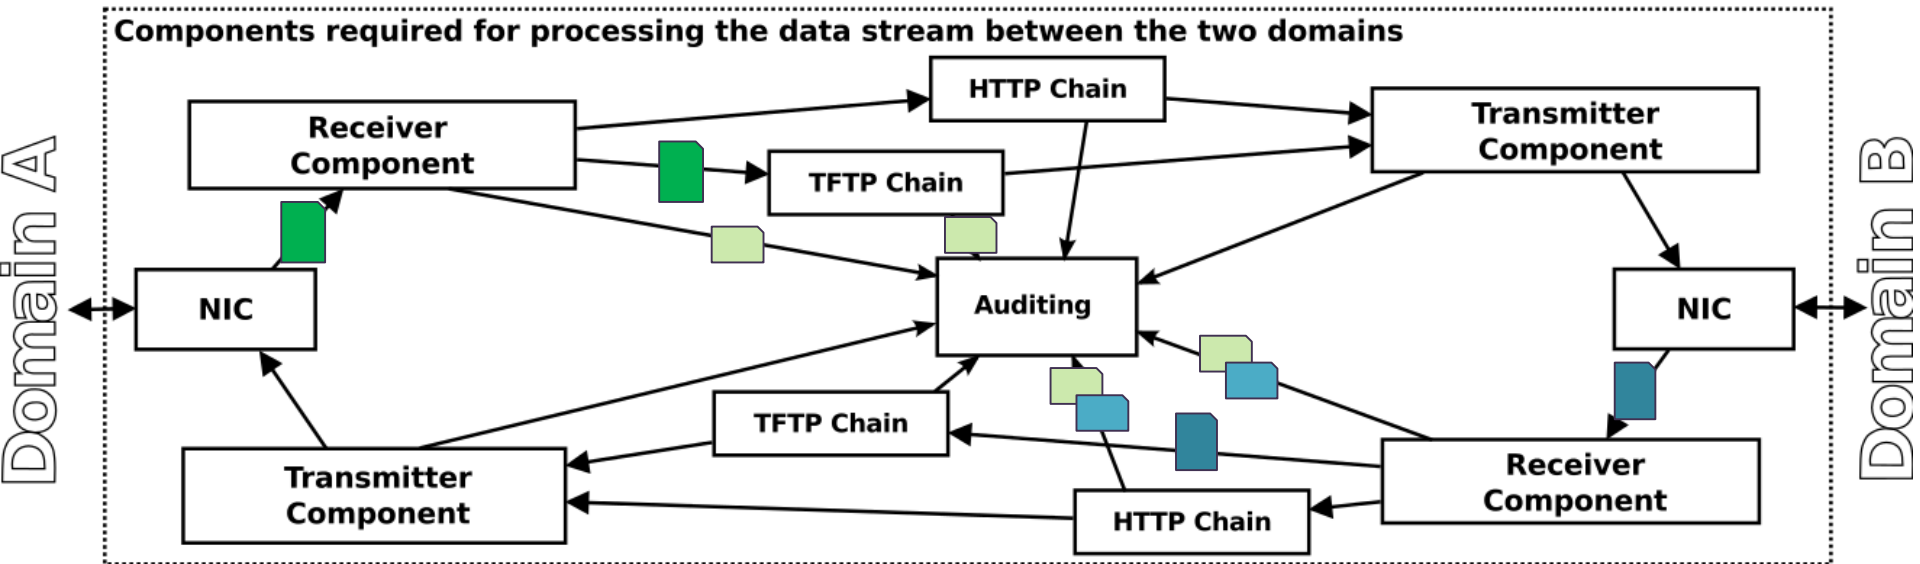 Components required for processing the data stream between the two domains
Domain A
Receiver
Component
HTTP Chain
TFTP Chain
Transmitter
Component
NIC
Auditing
NIC
Domain B
TFTP Chain
Transmitter
Component
HTTP Chain
Receiver
Component